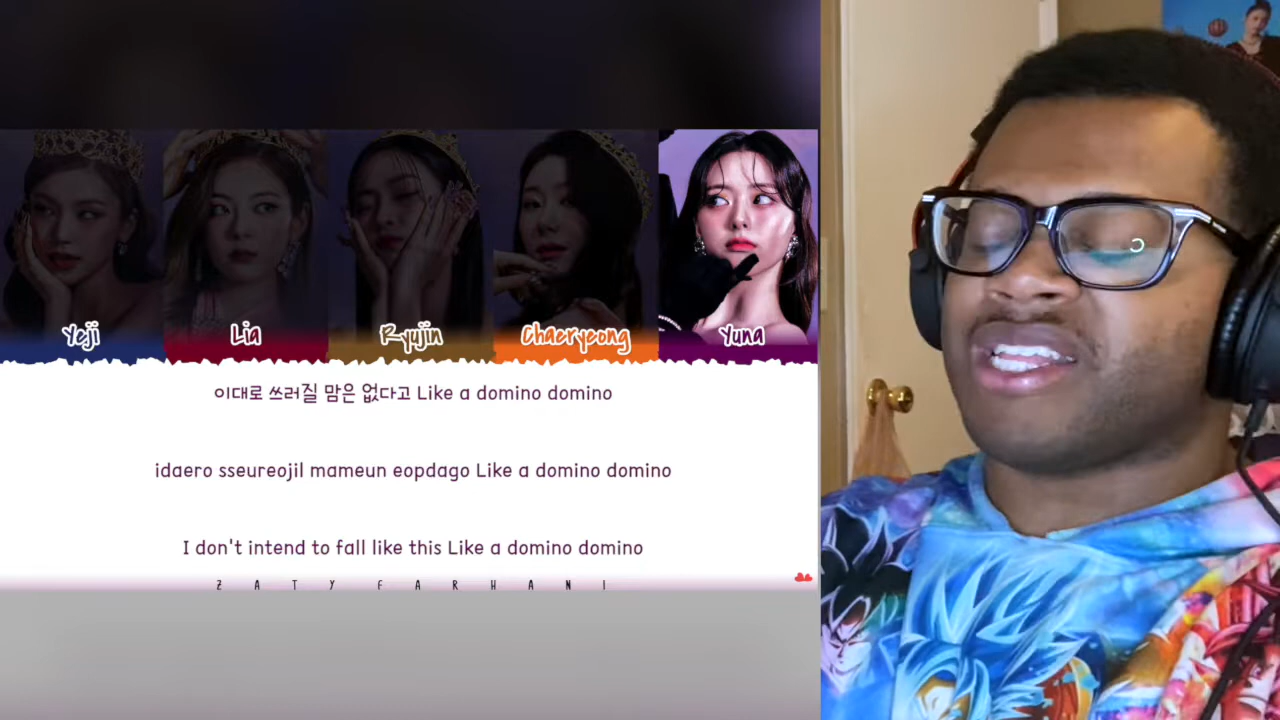 Yeji Lia Ryujin Chaeryeong Yuna
이대로 쓰러질 맘은 없다고 Like a domino domino
idaero sseureojil mameun eopdago Like a domino domino
I don't intend to fall like this Like a domino domino
ZATY FARHANI